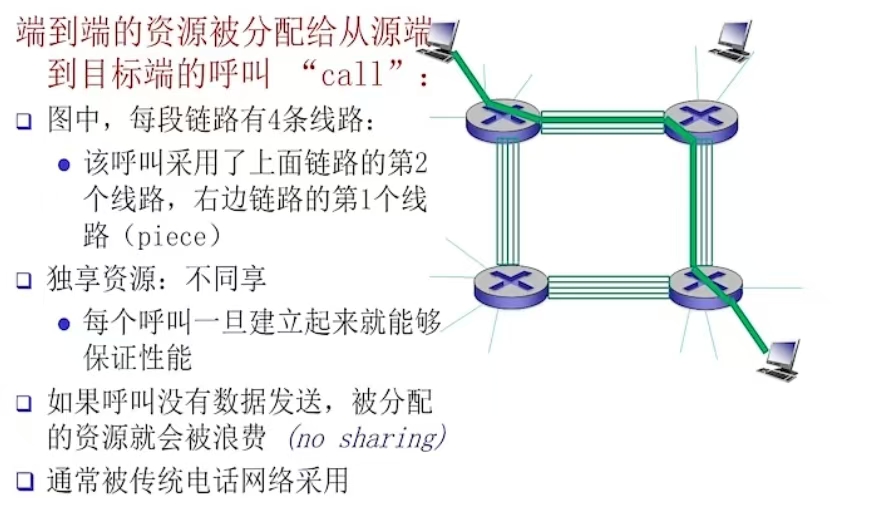 端到端的资源被分配给从源端
到目标端的呼叫 “call”:
图中，每段链路有4条线路:
该呼叫采用了上面链路的第2
个线路，右边链路的第1个线
路（piece）
独享资源: 不同享
每个呼叫一旦建立起来就能够
保证性能
如果呼叫没有数据发送，被分配
的资源就会被浪费 (no sharing)
通常被传统电话网络采用